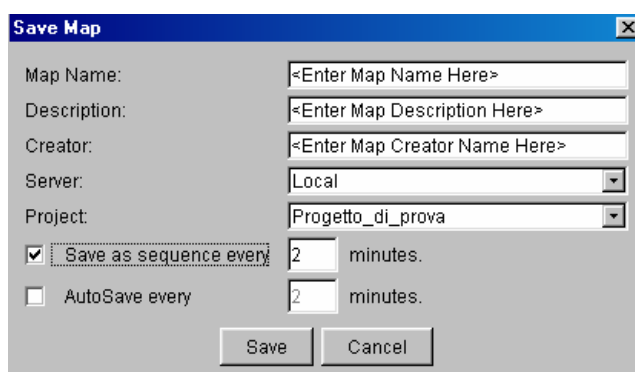 Save Map
Map Name: <Enter Map Name Here>
Description: <Enter Map Description Here>
Creator: <Enter Map Creator Name Here>
Server: Local
Project: Progetto_di_prova
Save as sequence every 2 minutes.
AutoSave every 2 minutes.
Save Cancel